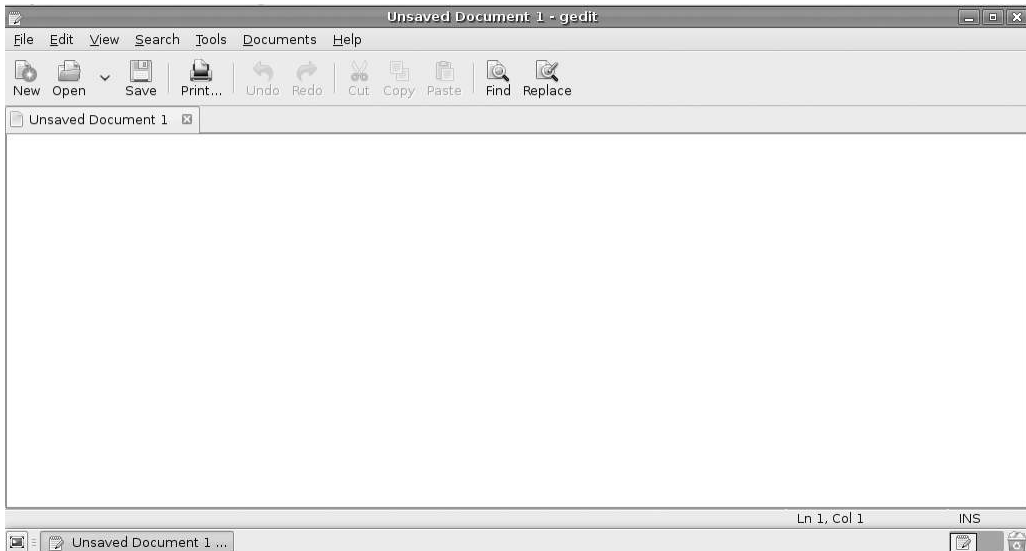 Unsaved Document 1 - gedit
File Edit View Search Tools Documents Help
New Open Save Print... Undo Redo Cut Copy Paste Find Replace
Unsaved Document 1
Ln 1, Col 1 INS
Unsaved Document 1 ...